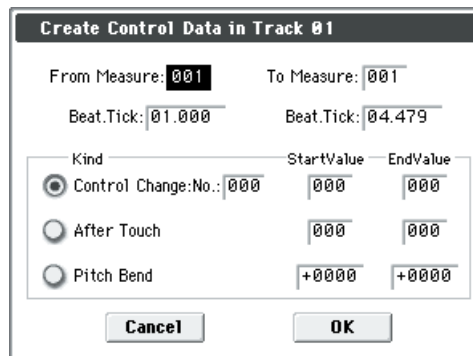 Create Control Data in Track 01
From Measure: 001 To Measure: 001
Beat.Tick: 01.000 Beat.Tick: 04.479
Kind StartValue EndValue
Control Change:No.: 000 000 000
After Touch 000 000
Pitch Bend +0000 +0000
Cancel OK